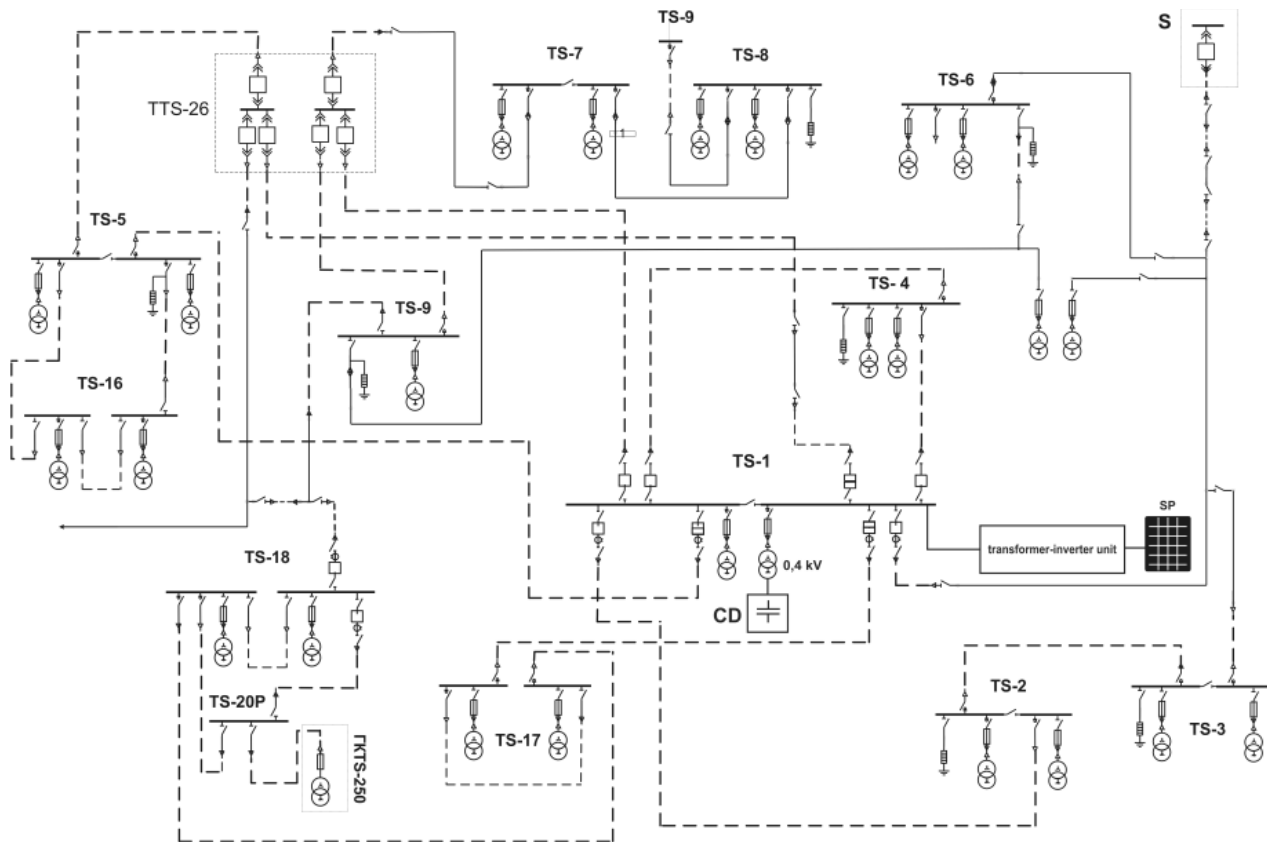 TS-9
S
TS-7
TS-8
TS-6
TTS-26
1
TS-5
TS-9
TS- 4
TS-16
TS-1
SP
transformer-inverter unit
0,4 kV
TS-18
CD
TS-20P
TS-2
TS-3
TS-17
ГКTS-250